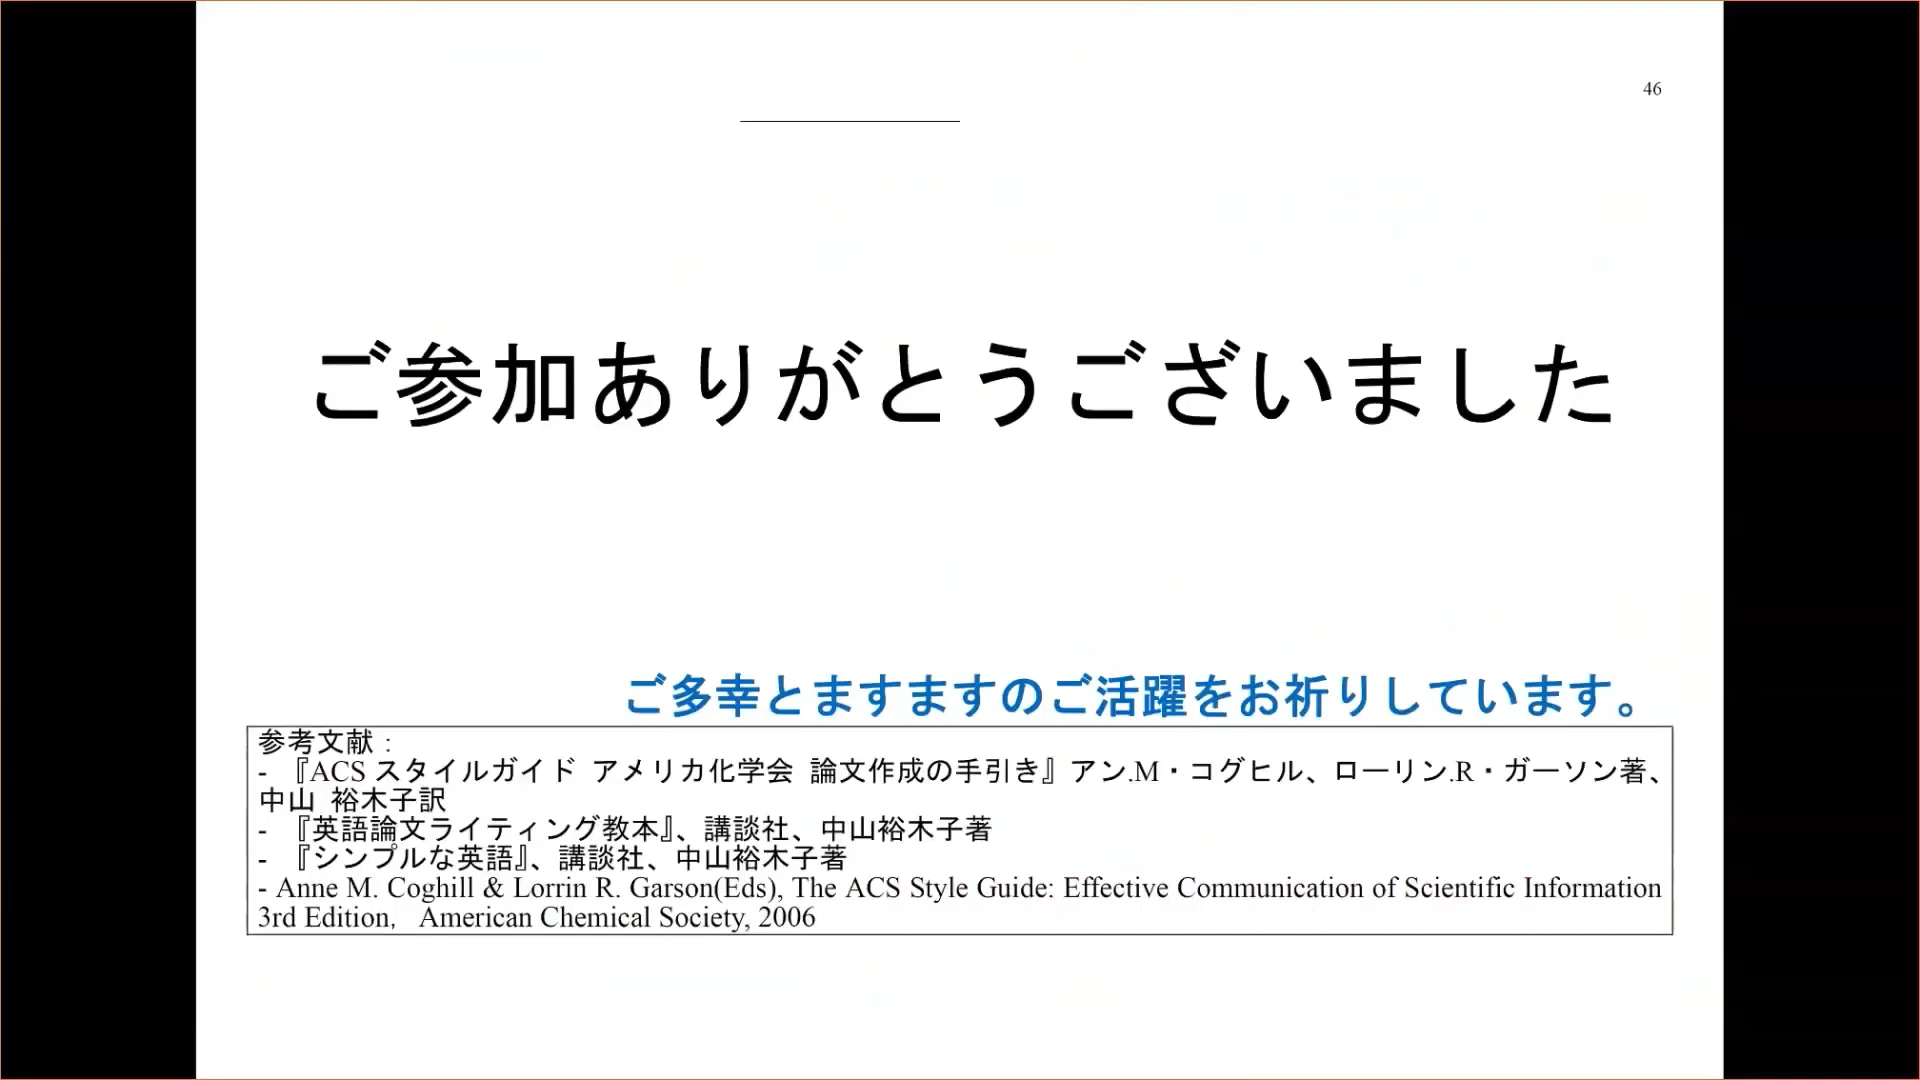 46
ご参加ありがとうございました
ご多幸とますますのご活躍をお祈りしています。
参考文献：
- 『ACS スタイルガイド アメリカ化学会 論文作成の手引き』アン.M・コグヒル、ローリン.R・ガーソン著、
中山 裕木子訳
- 『英語論文ライティング教本』、講談社、中山裕木子著
- 『シンプルな英語』、講談社、中山裕木子著
- Anne M. Coghill & Lorrin R. Garson(Eds), The ACS Style Guide: Effective Communication of Scientific Information
3rd Edition, American Chemical Society, 2006